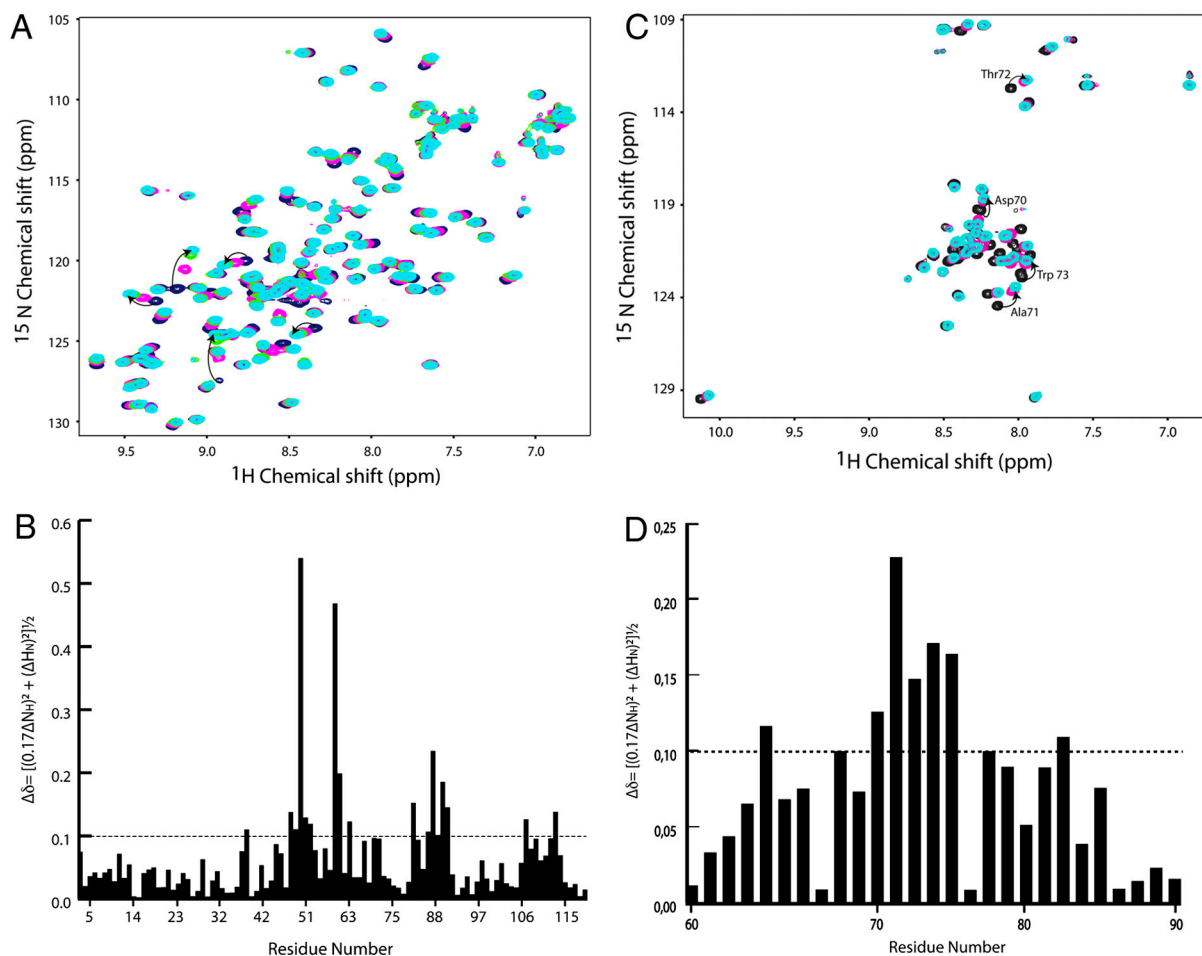 A
105
110
115
120
125
130
15 N Chemical shift (ppm)
9.5 9.0 8.5 8.0 7.5 7.0
1H Chemical shift (ppm)
C
109
114
119
124
129
15 N Chemical shift (ppm)
Thr72
Asp70
Trp 73
Ala71
10.0 9.5 9.0 8.5 8.0 7.5 7.0
1H Chemical shift (ppm)
B
0.6
0.5
0.4
0.3
0.2
0.1
0.0
Δδ= [(0.17ΔNH)² + (ΔHN)²]½
5 14 23 32 42 51 63 75 88 97 106 115
Residue Number
D
0,25
0,20
0,15
0,10
0,05
0,00
Δδ= [(0.17ΔNH)² + (ΔHN)²]½
60 70 80 90
Residue Number